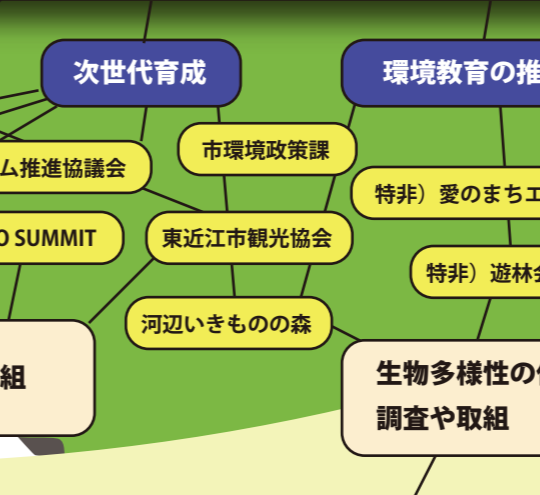 次世代育成
環境教育の推
市環境政策課
ム推進協議会
特非）愛のまちエ
O SUMMIT
東近江市観光協会
特非）遊林会
河辺いきものの森
組
生物多様性の
調査や取組